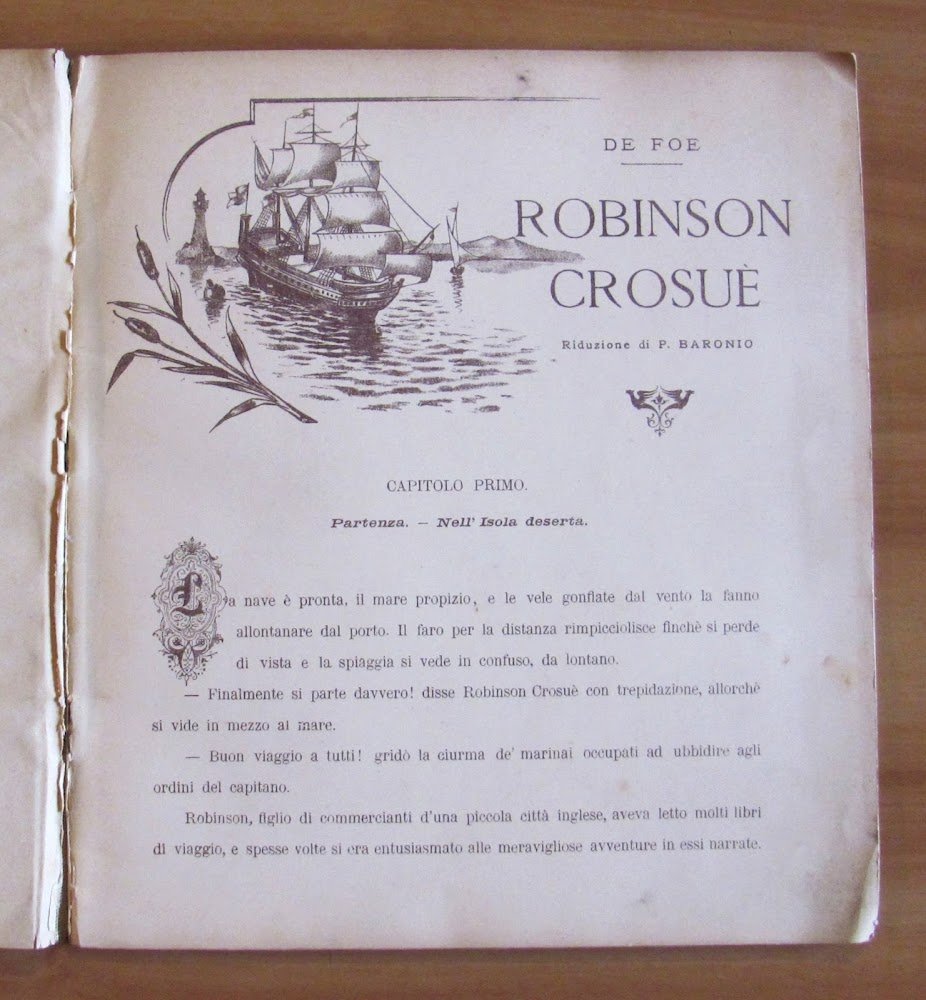 DE FOE
ROBINSON
CROSUÈ
Riduzione di P. BARONIO
CAPITOLO PRIMO.
Partenza. — Nell' Isola deserta.
La nave è pronta, il mare propizio, e le vele gonfiate dal vento la fanno
allontanare dal porto. Il faro per la distanza rimpicciolisce finchè si perde
di vista e la spiaggia si vede in confuso, da lontano.
— Finalmente si parte davvero! disse Robinson Crosuè con trepidazione, allorchè
si vide in mezzo al mare.
— Buon viaggio a tutti! gridò la ciurma de' marinai occupati ad ubbidire agli
ordini del capitano.
Robinson, figlio di commercianti d'una piccola città inglese, aveva letto molti libri
di viaggio, e spesse volte si era entusiasmato alle meravigliose avventure in essi narrate.